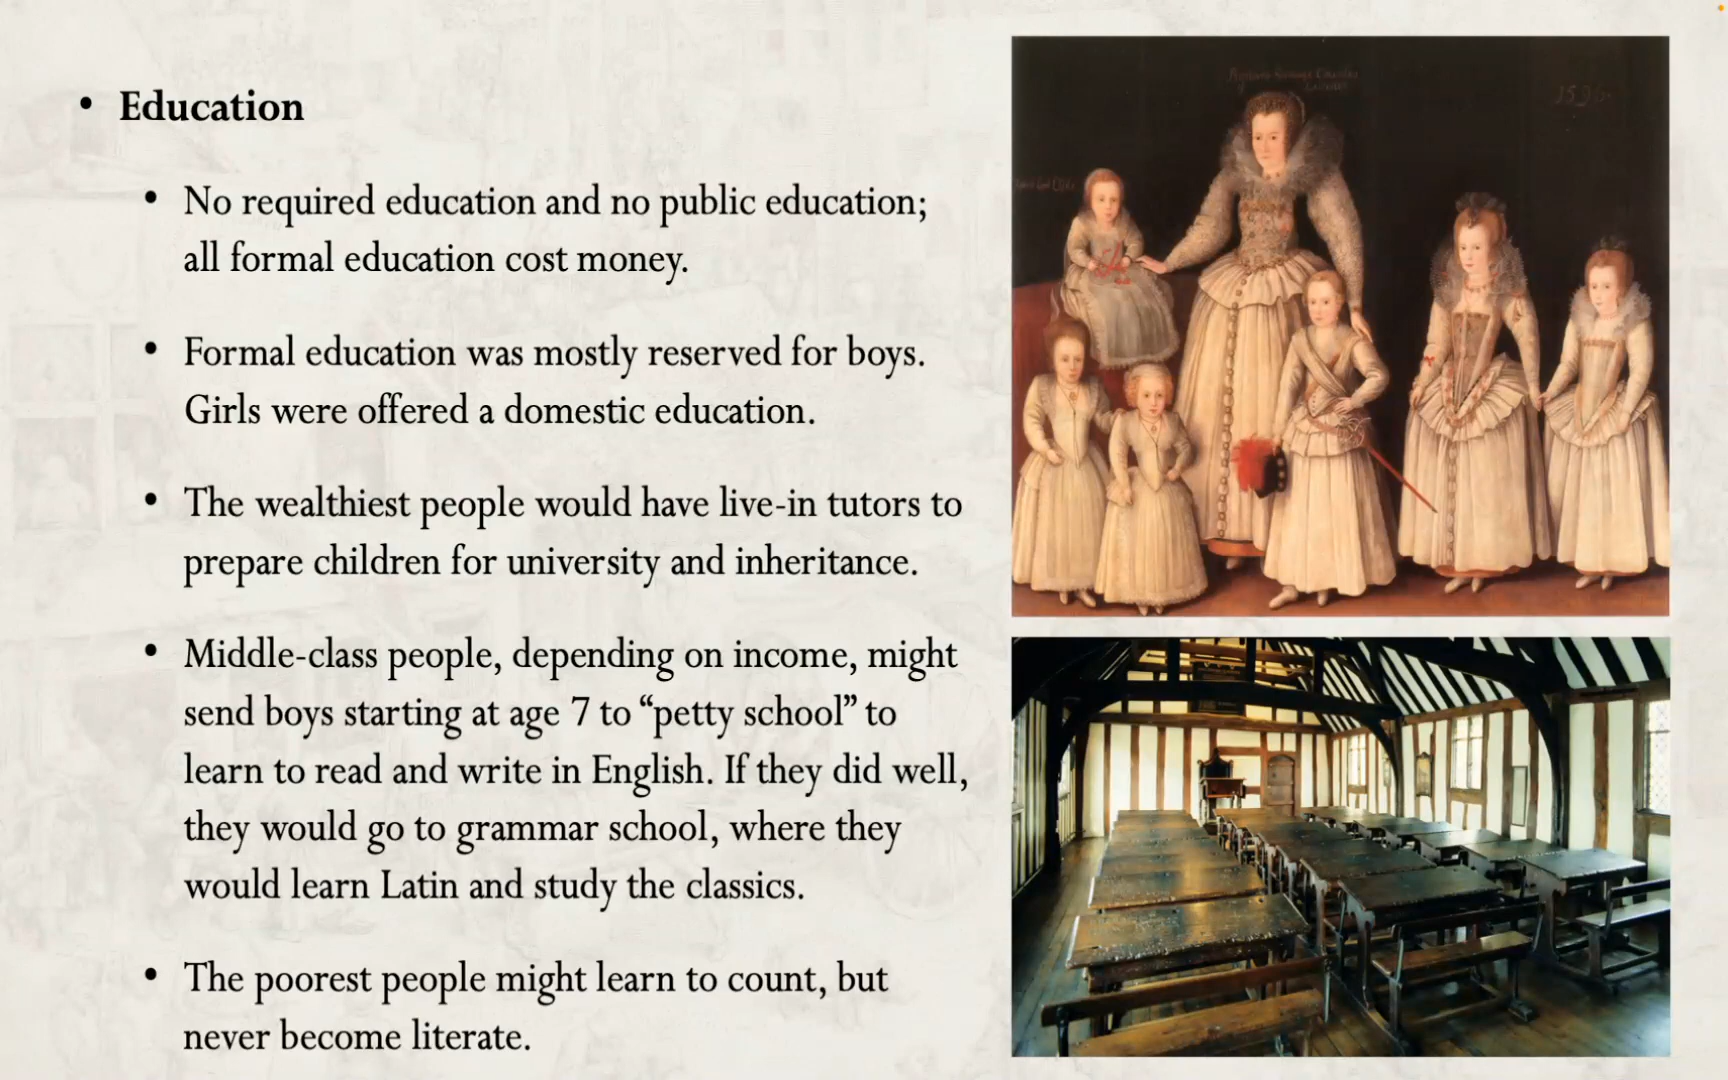 • Education
• No required education and no public education;
all formal education cost money.
• Formal education was mostly reserved for boys.
Girls were offered a domestic education.
• The wealthiest people would have live-in tutors to
prepare children for university and inheritance.
• Middle-class people, depending on income, might
send boys starting at age 7 to “petty school” to
learn to read and write in English. If they did well,
they would go to grammar school, where they
would learn Latin and study the classics.
• The poorest people might learn to count, but
never become literate.
1596